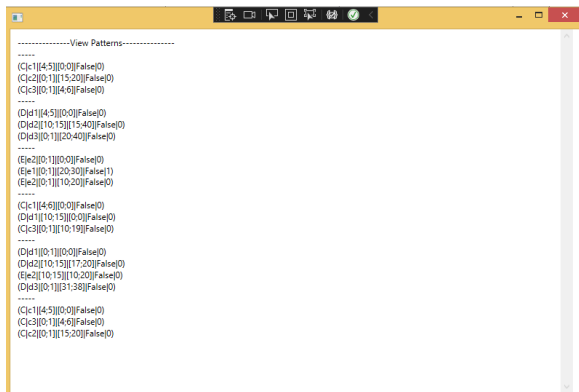 ---------------View Patterns---------------
-----
(C|c1|[4;5]|[0;0]|False|0)
(C|c2|[0;1]|[15;20]|False|0)
(C|c3|[0;1]|[4;6]|False|0)
-----
(D|d1|[4;5]|[0;0]|False|0)
(D|d2|[10;15]|[15;40]|False|0)
(D|d3|[0;1]|[20;40]|False|0)
-----
(E|e2|[0;1]|[0;0]|False|0)
(E|e1|[0;1]|[20;30]|False|1)
(E|e2|[0;1]|[10;20]|False|0)
-----
(C|c1|[4;6]|[0;0]|False|0)
(D|d1|[10;15]|[0;0]|False|0)
(C|c3|[0;1]|[10;19]|False|0)
-----
(D|d1|[0;1]|[0;0]|False|0)
(D|d2|[10;15]|[17;20]|False|0)
(E|e2|[10;15]|[10;20]|False|0)
(D|d3|[0;1]|[31;38]|False|0)
-----
(C|c1|[4;5]|[0;0]|False|0)
(C|c3|[0;1]|[4;6]|False|0)
(C|c2|[0;1]|[15;20]|False|0)